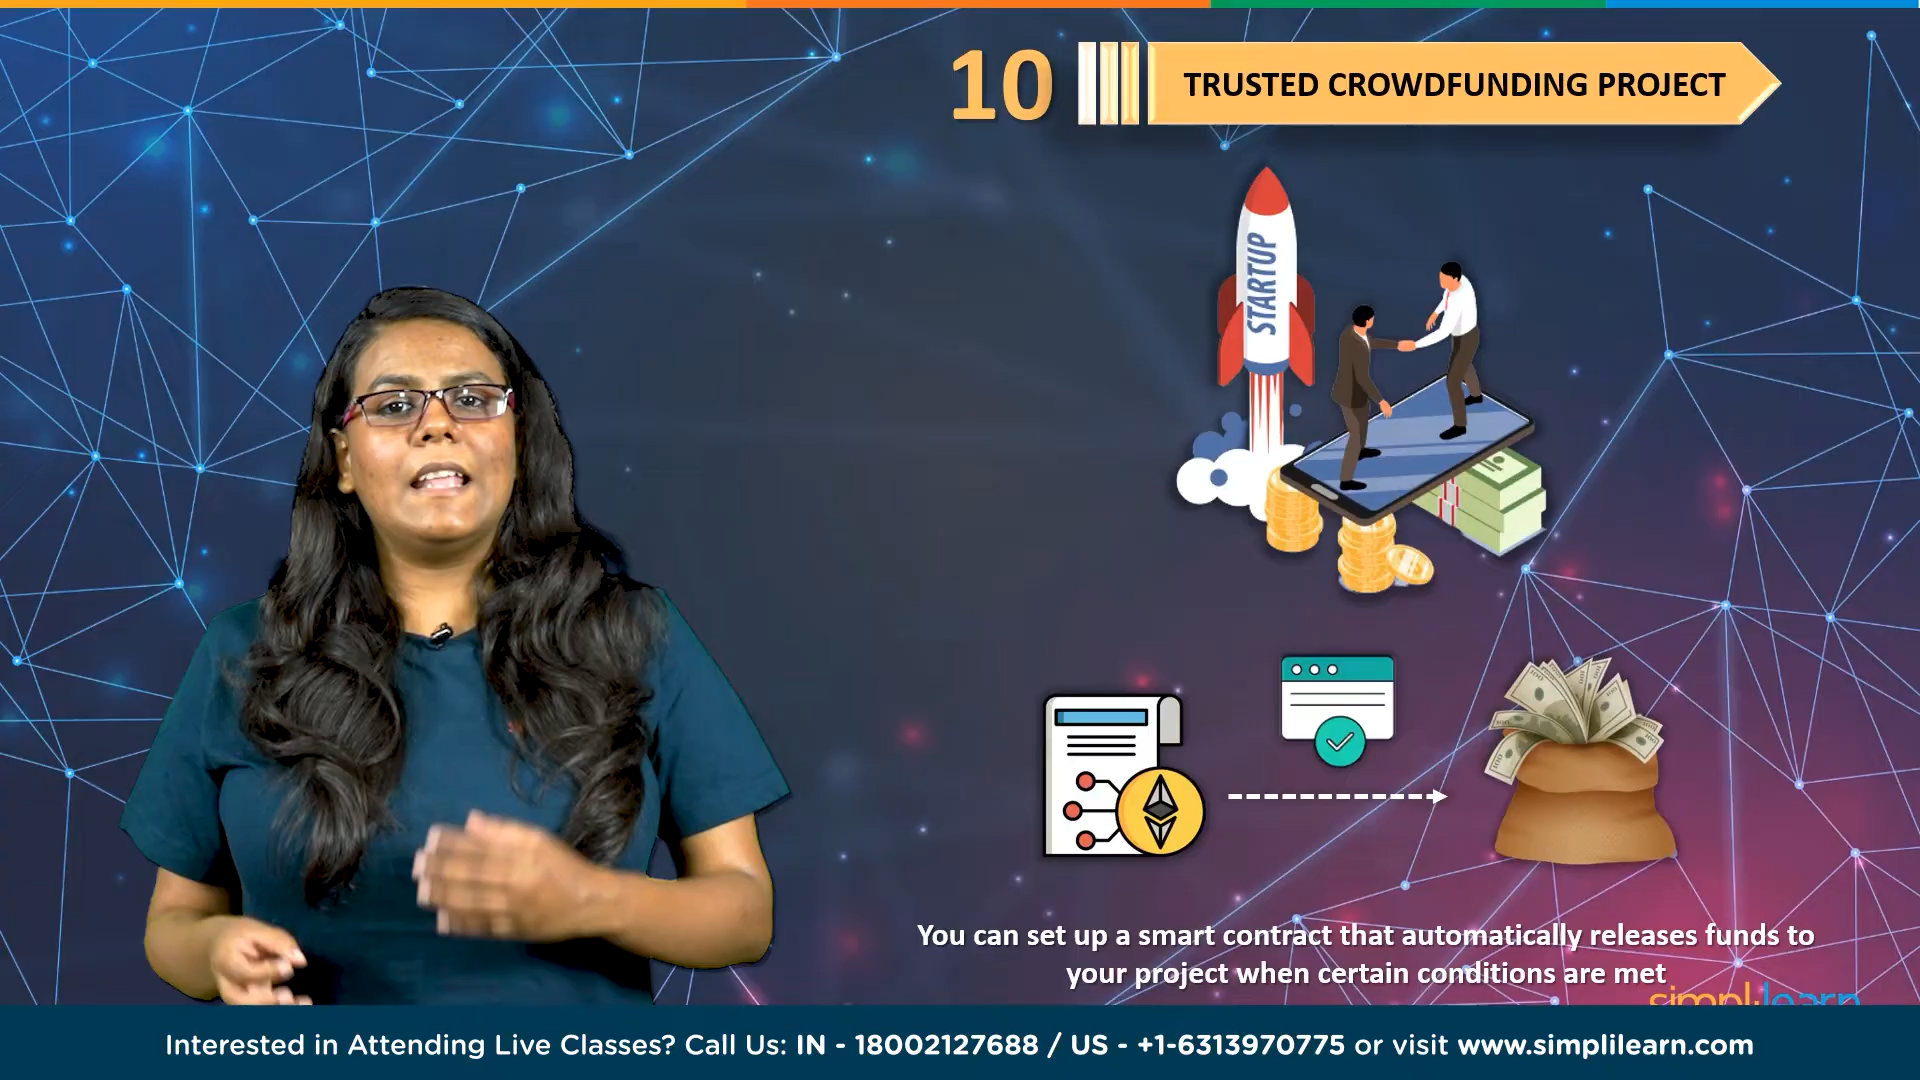 10
TRUSTED CROWDFUNDING PROJECT
STARTUP
You can set up a smart contract that automatically releases funds to
your project when certain conditions are met
simplilearn
Interested in Attending Live Classes? Call Us: IN - 18002127688 / US - +1-6313970775 or visit www.simplilearn.com